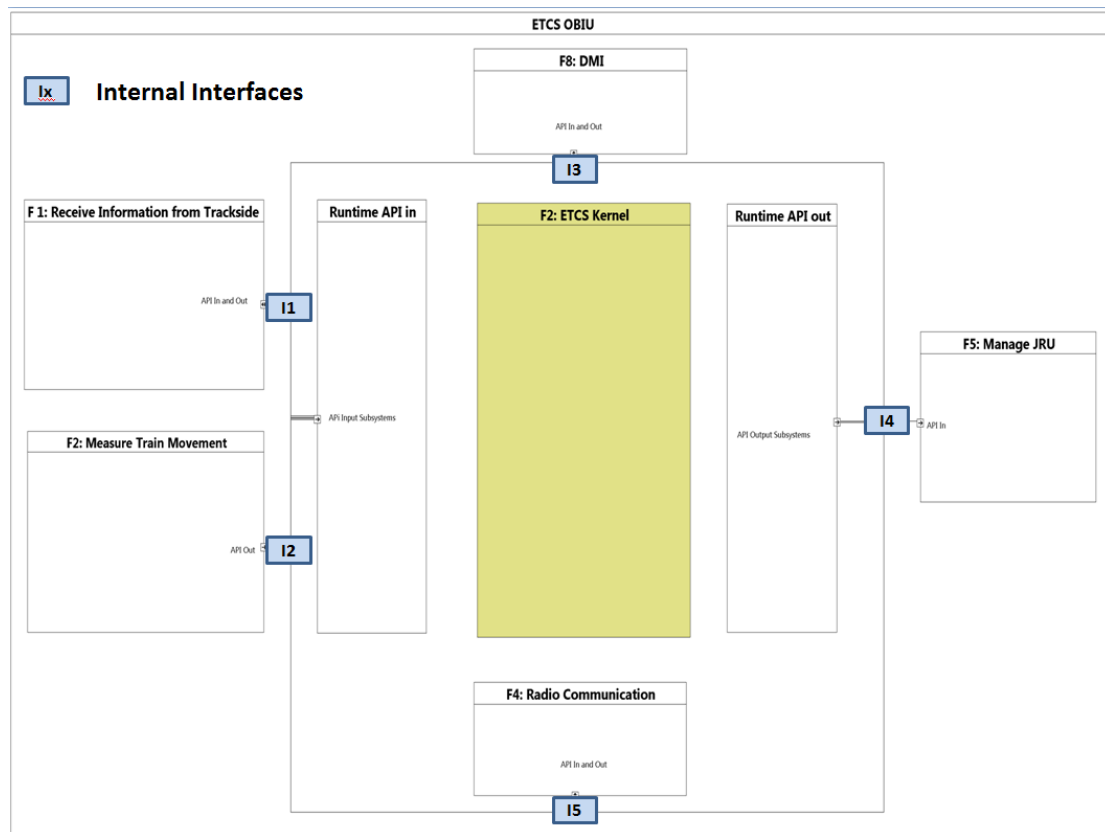 ETCS OBIU
Ix Internal Interfaces
F8: DMI
API In and Out
I3
F 1: Receive Information from Trackside
API In and Out
I1
Runtime API in
APi Input Subsystems
F2: ETCS Kernel
Runtime API out
API Output Subsystems
I4
F5: Manage JRU
API In
F2: Measure Train Movement
API Out
I2
F4: Radio Communication
API In and Out
I5